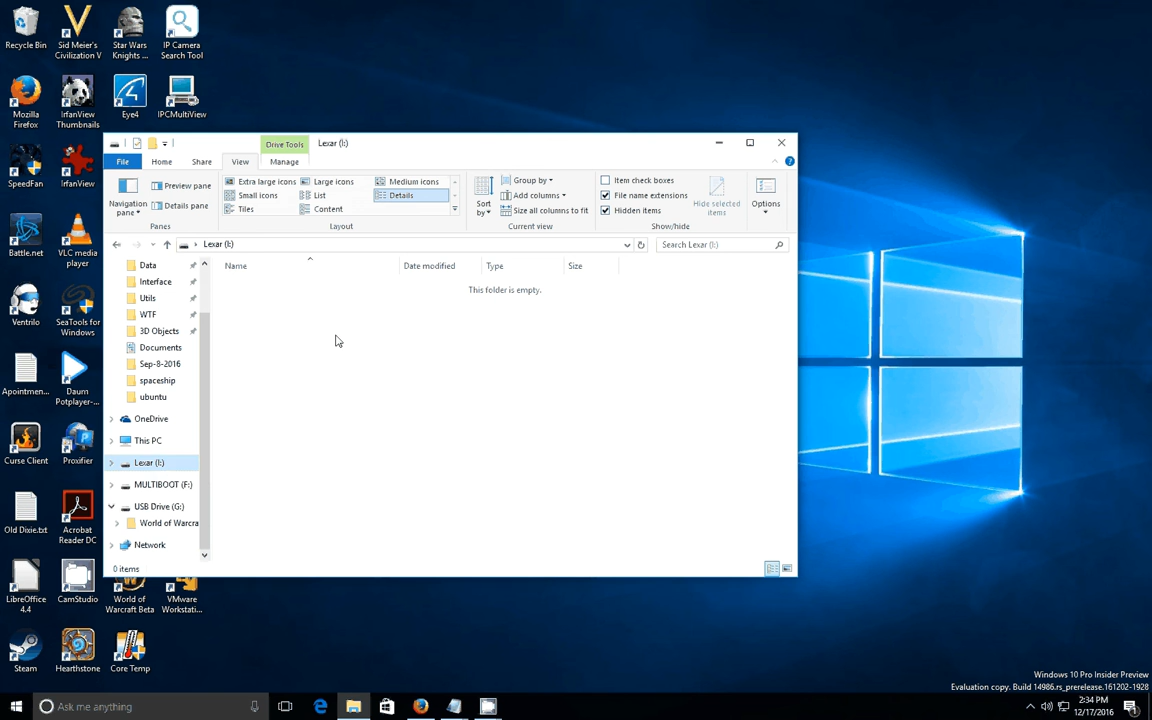 Recycle Bin
Sid Meier's
Civilization V
Star Wars
Knights ...
IP Camera
Search Tool
Mozilla
Firefox
IrfanView
Thumbnails
Eye4
IPCMultiView
SpeedFan
IrfanView
Battle.net
VLC media
player
Ventrilo
SeaTools for
Windows
Apointmen...
Daum
Potplayer-...
Curse Client
Proxifier
Old Dixie.txt
Acrobat
Reader DC
LibreOffice
4.4
CamStudio
World of
Warcraft Beta
VMware
Workstati...
Steam
Hearthstone
Core Temp
Drive Tools
Lexar (I:)
File
Home
Share
View
Manage
Navigation
pane
Preview pane
Details pane
Panes
Extra large icons
Large icons
Medium icons
Small icons
List
Details
Tiles
Content
Layout
Sort
by
Group by
Add columns
Size all columns to fit
Current view
Item check boxes
File name extensions
Hidden items
Hide selected
items
Show/hide
Options
Lexar (I:)
Search Lexar (I:)
Data
Interface
Utils
WTF
3D Objects
Documents
Sep-8-2016
spaceship
ubuntu
OneDrive
This PC
Lexar (I:)
MULTIBOOT (F:)
USB Drive (G:)
World of Warcra
Network
Name
Date modified
Type
Size
This folder is empty.
0 items
Windows 10 Pro Insider Preview
Evaluation copy. Build 14986.rs_prerelease.161202-1928
Ask me anything
2:34 PM
12/17/2016
1